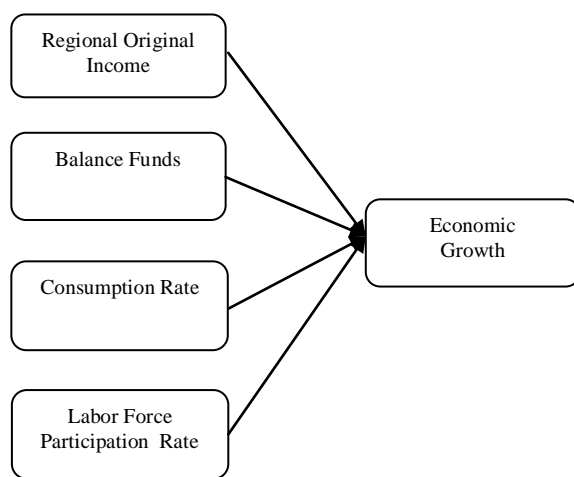 Regional Original
Income
Balance Funds
Consumption Rate
Labor Force
Participation Rate
Economic
Growth